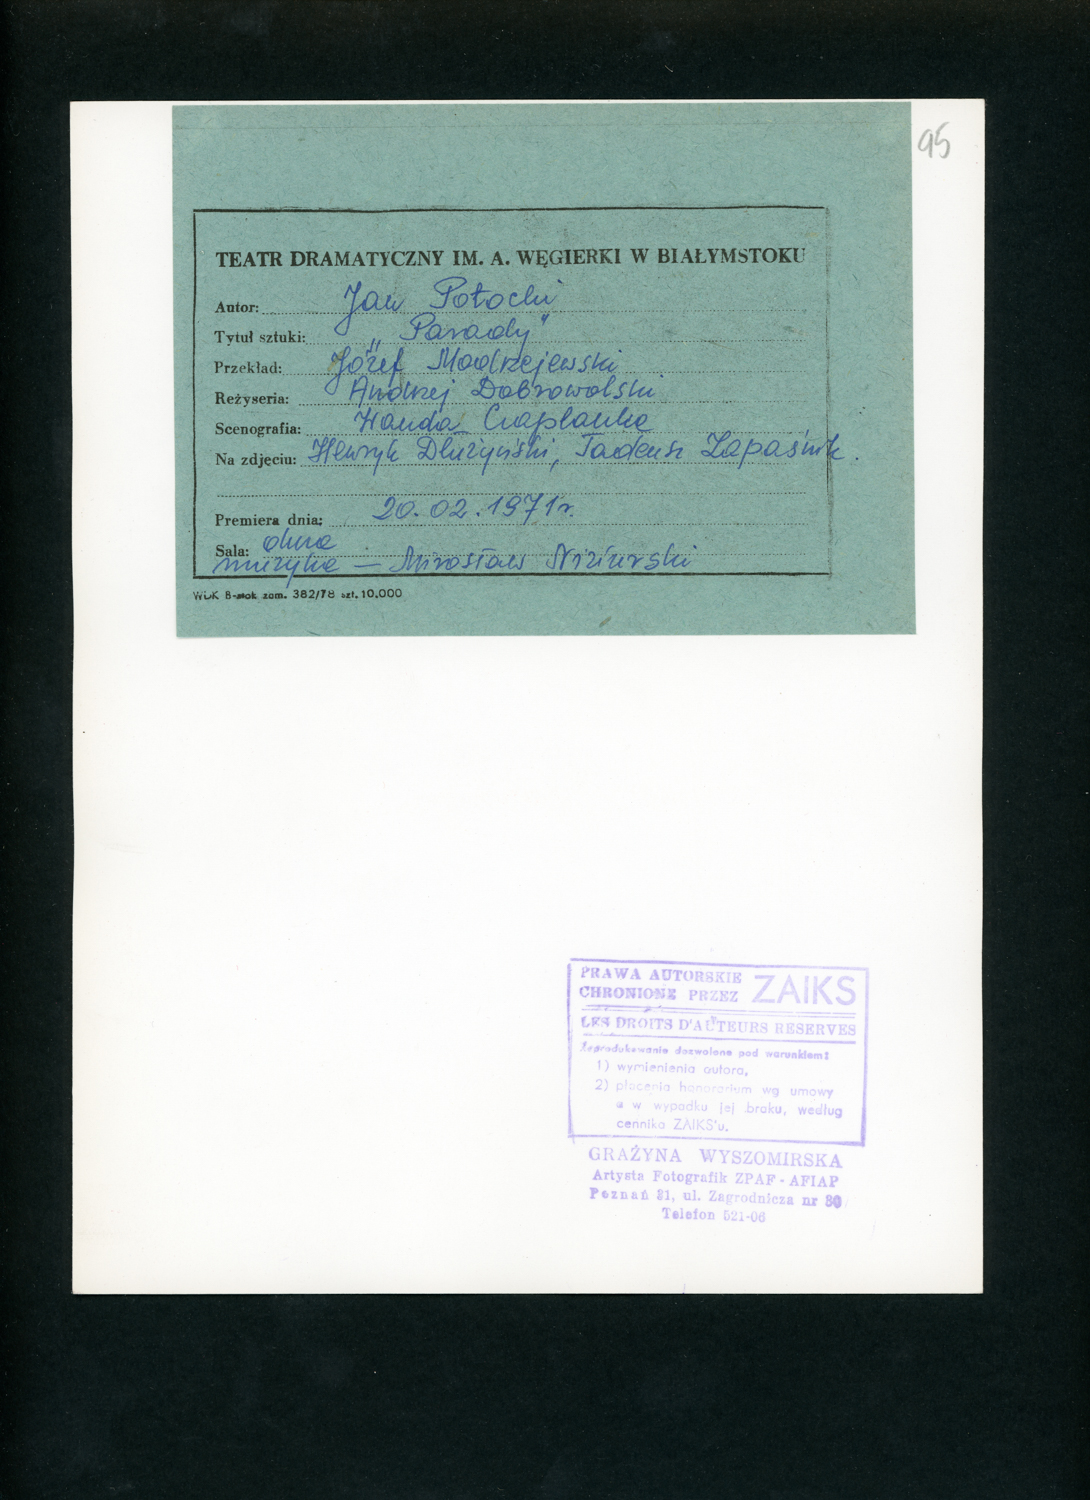 95
TEATR DRAMATYCZNY IM. A. WĘGIERKI W BIAŁYMSTOKU
Autor: Jan Potocki
Tytuł sztuki: „Parady"
Przekład: Józef Modrzejewski
Reżyseria: Andrzej Dobrowolski
Scenografia: Wanda Czaplanka
Na zdjęciu: Henryk Dłużyński, Tadeusz Zapaśnik.
Premiera dnia: 20.02.1971r.
Sala: duża
muzyka — Mirosław Niziurski
WDK B-stok zam. 382/78 szt. 10.000
PRAWA AUTORSKIE
CHRONIONE PRZEZ ZAIKS
LES DROITS D'AUTEURS RESERVES
Reprodukowanie dozwolone pod warunkiem:
1) wymienienia autora,
2) płacenia honorarium wg umowy
a w wypadku jej braku, według
cennika ZAIKS'u.
GRAŻYNA WYSZOMIRSKA
Artysta Fotografik ZPAF - AFIAP
Poznań 31, ul. Zagrodnicza nr 30
Telefon 521-06